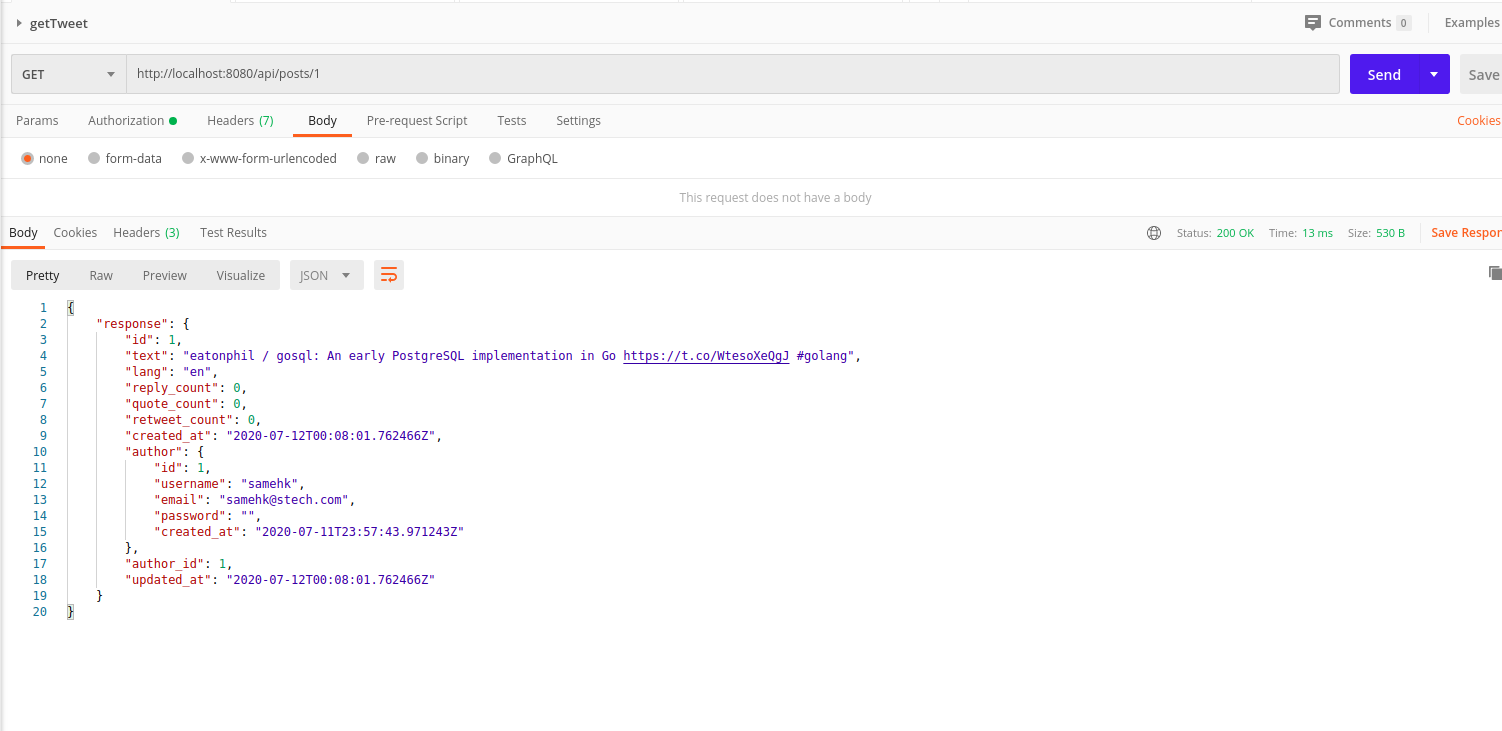 getTweet
Comments 0 Examples
GET http://localhost:8080/api/posts/1 Send Save
Params Authorization Headers (7) Body Pre-request Script Tests Settings Cookies
none form-data x-www-form-urlencoded raw binary GraphQL
This request does not have a body
Body Cookies Headers (3) Test Results Status: 200 OK Time: 13 ms Size: 530 B Save Respor
Pretty Raw Preview Visualize JSON
1 {
2 "response": {
3 "id": 1,
4 "text": "eatonphil / gosql: An early PostgreSQL implementation in Go https://t.co/WtesoXeQgJ #golang",
5 "lang": "en",
6 "reply_count": 0,
7 "quote_count": 0,
8 "retweet_count": 0,
9 "created_at": "2020-07-12T00:08:01.762466Z",
10 "author": {
11 "id": 1,
12 "username": "samehk",
13 "email": "samehk@stech.com",
14 "password": "",
15 "created_at": "2020-07-11T23:57:43.971243Z"
16 },
17 "author_id": 1,
18 "updated_at": "2020-07-12T00:08:01.762466Z"
19 }
20 }